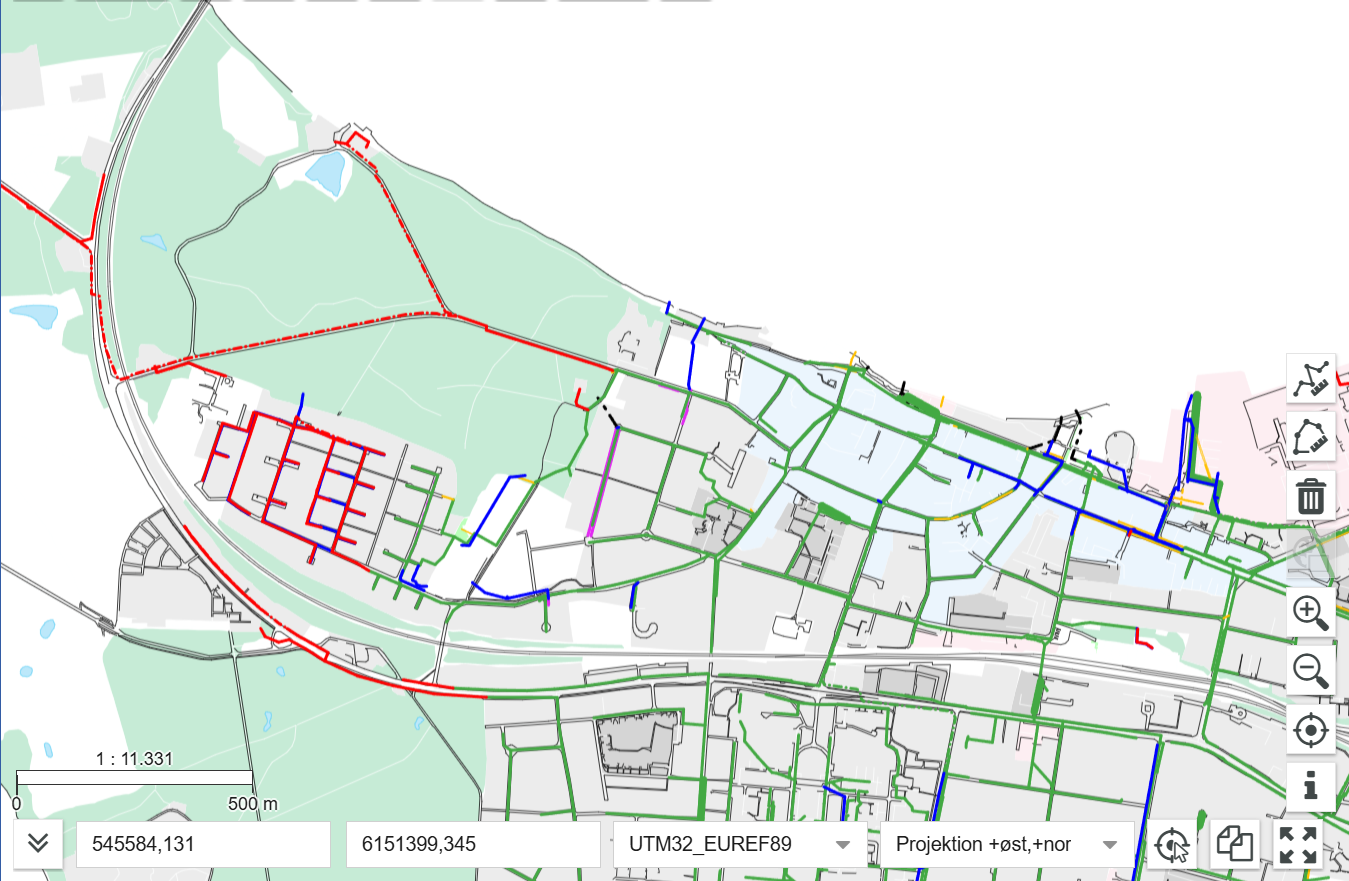 1 : 11.331
0 500 m
545584,131 6151399,345 UTM32_EUREF89 Projektion +øst,+nor